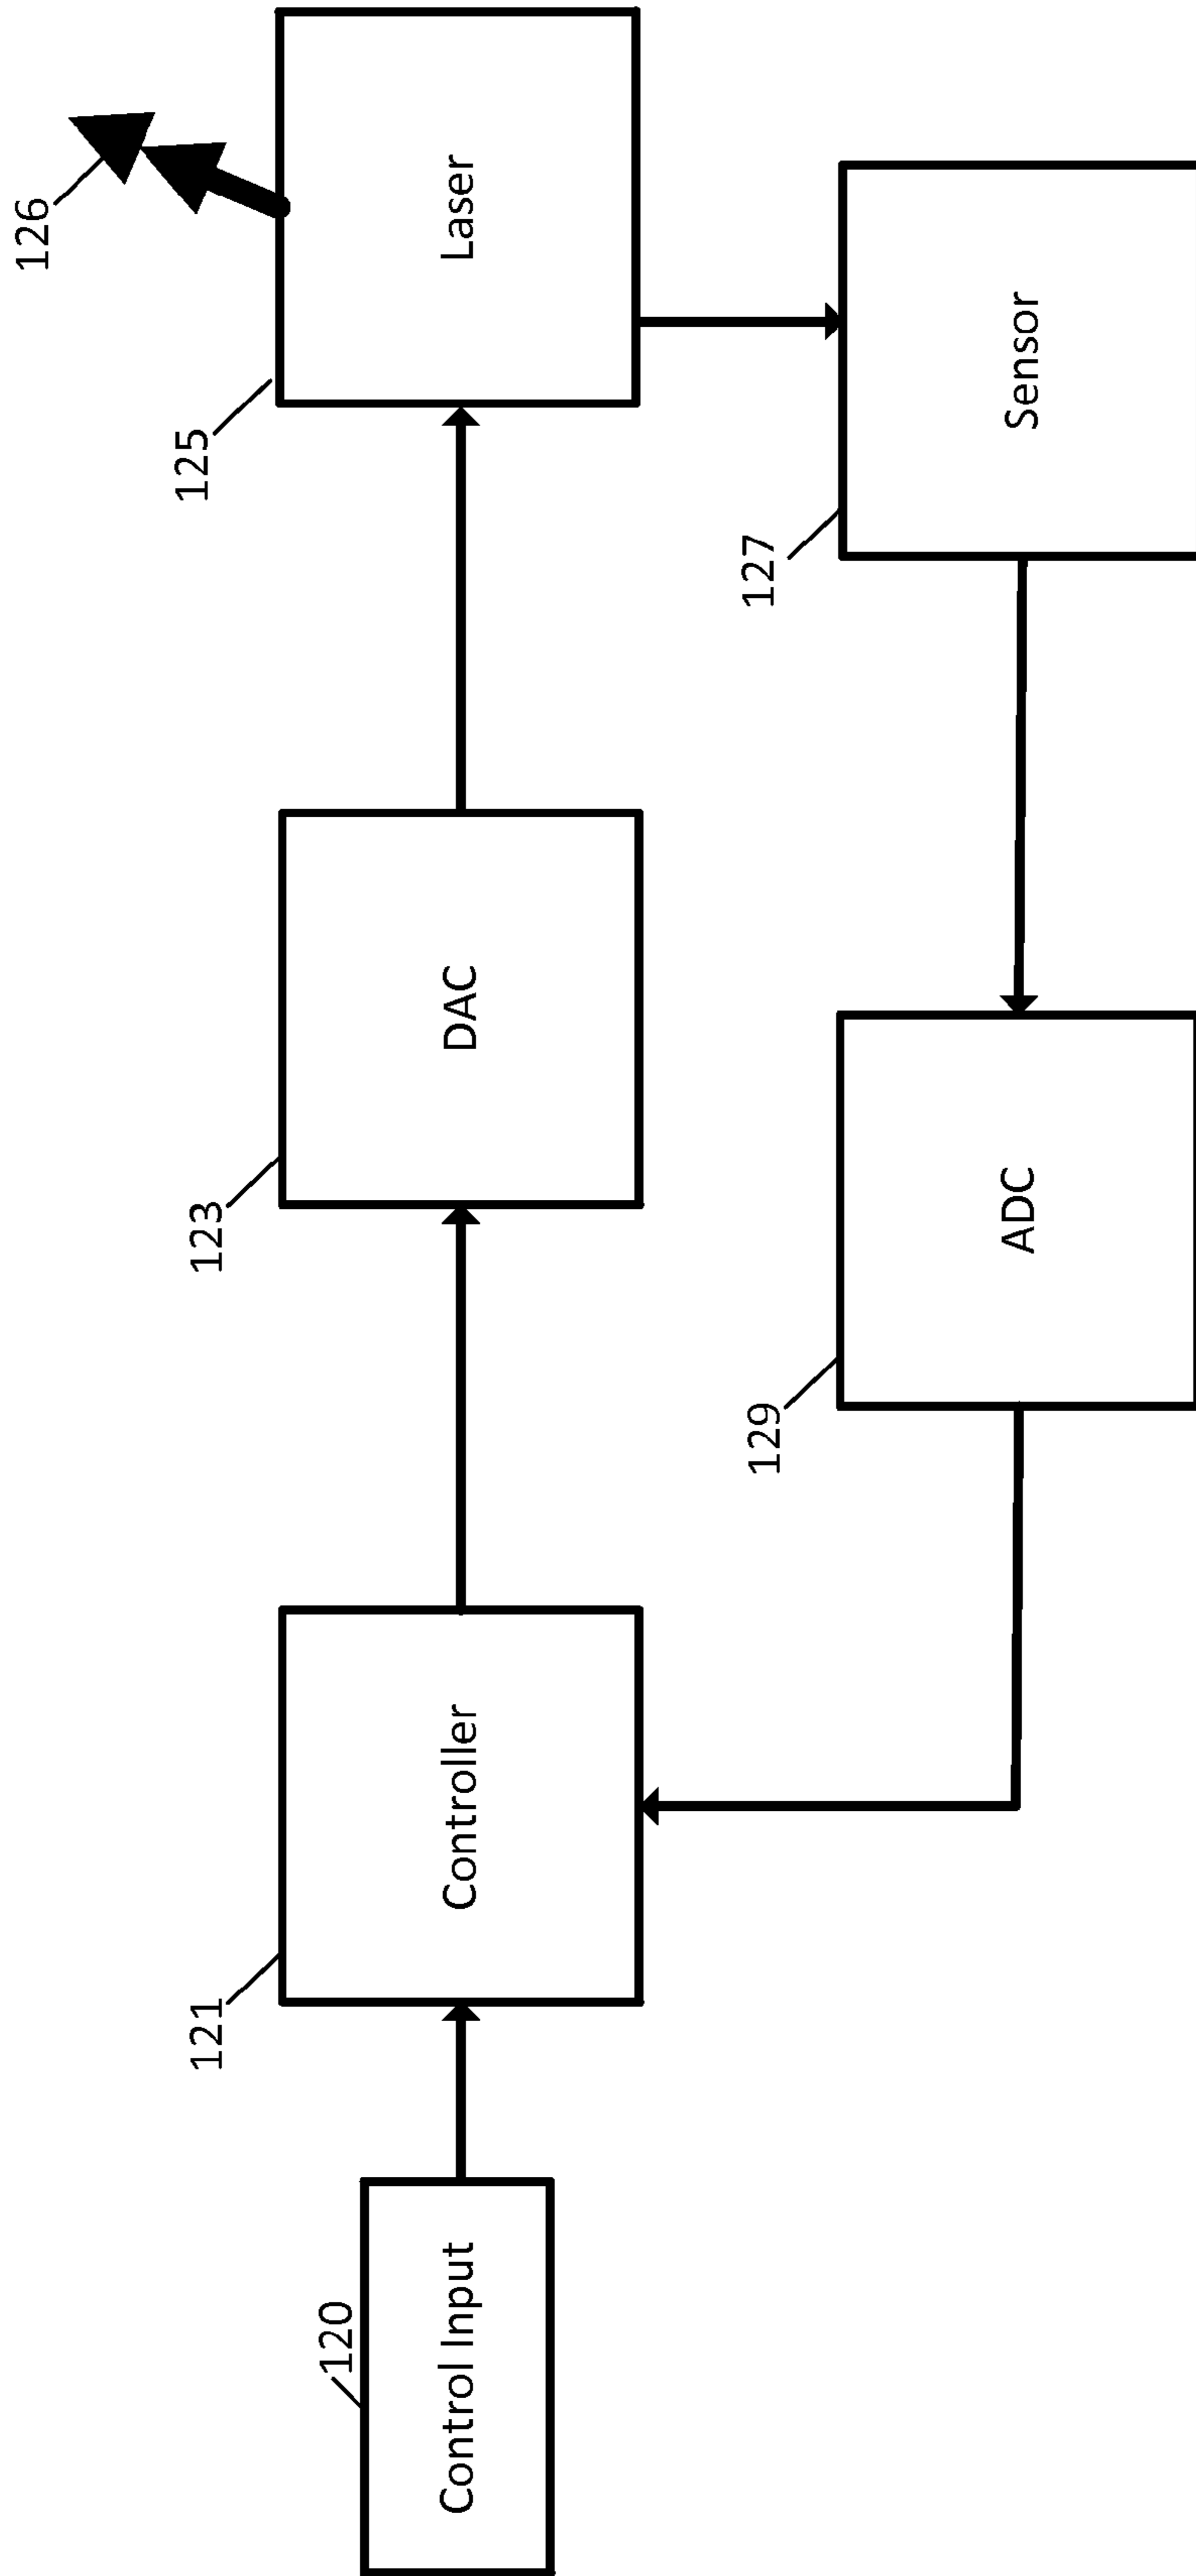 126
125
Laser
123
DAC
121
Controller
120
Control Input
127
Sensor
129
ADC